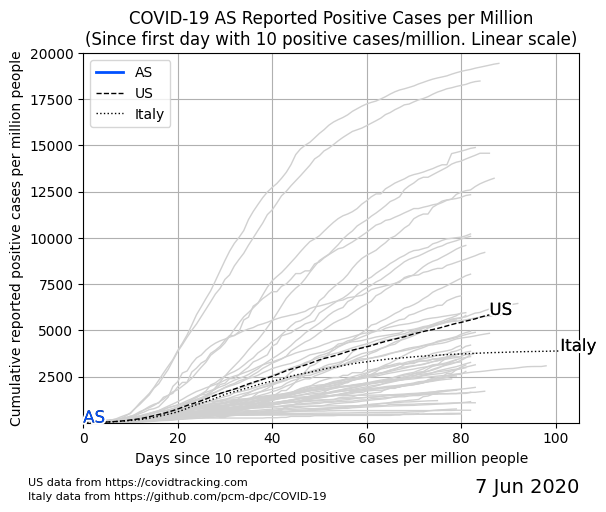 COVID-19 AS Reported Positive Cases per Million
(Since first day with 10 positive cases/million. Linear scale)
Cumulative reported positive cases per million people
20000
17500
15000
12500
10000
7500
5000
2500
AS
US
Italy
US
Italy
AS
0 20 40 60 80 100
Days since 10 reported positive cases per million people
US data from https://covidtracking.com
Italy data from https://github.com/pcm-dpc/COVID-19
7 Jun 2020